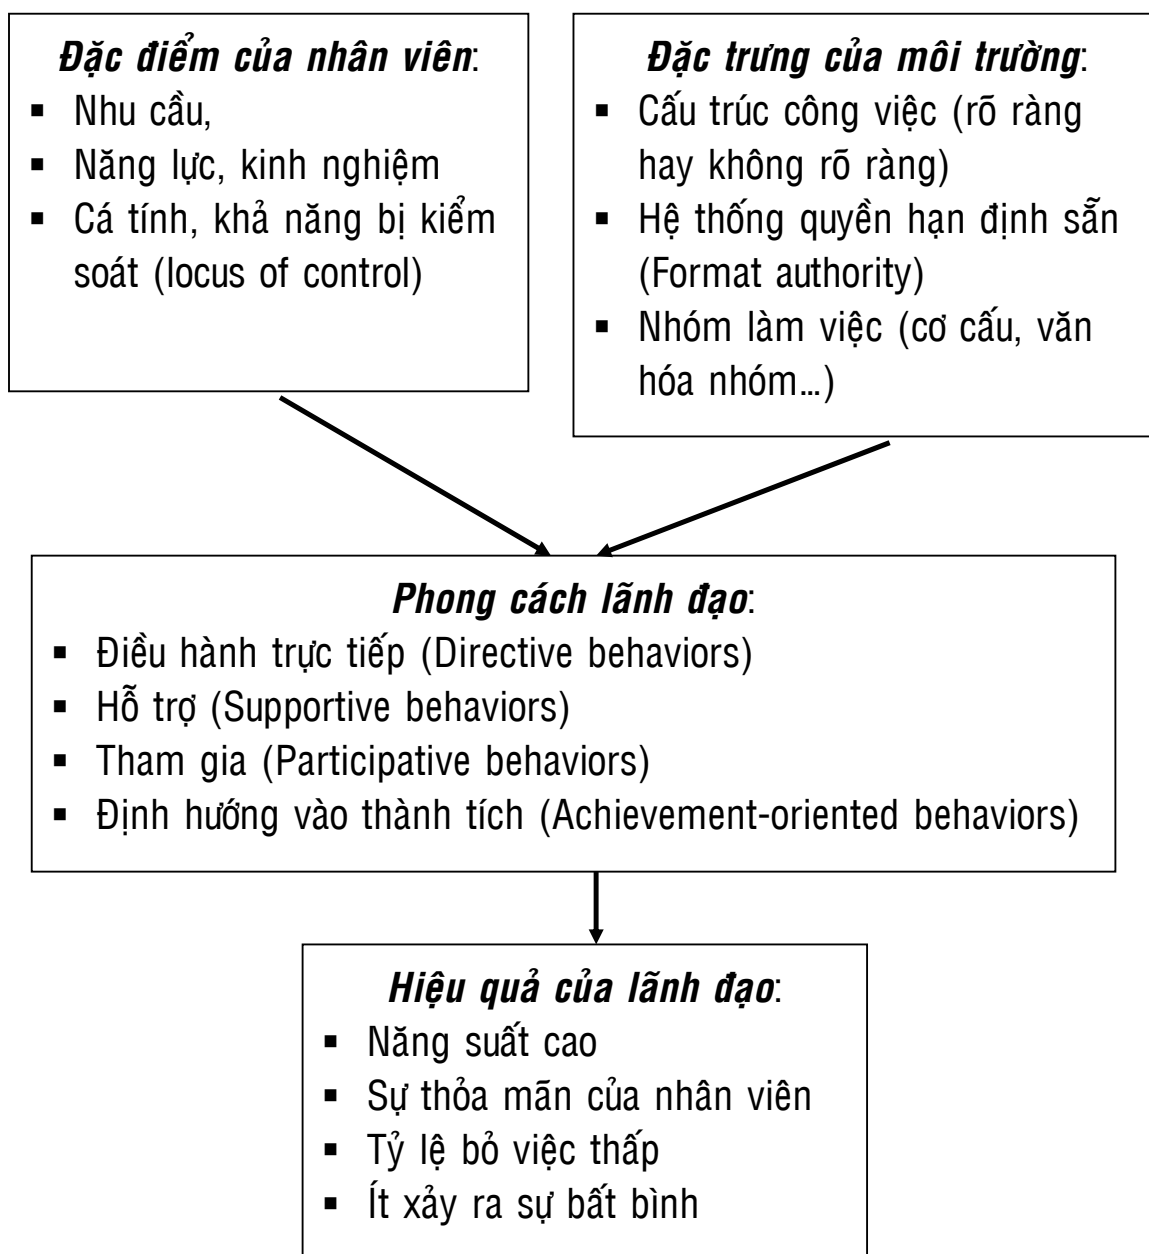 Đặc điểm của nhân viên:
▪ Nhu cầu,
▪ Năng lực, kinh nghiệm
▪ Cá tính, khả năng bị kiểm
soát (locus of control)
Đặc trưng của môi trường:
▪ Cấu trúc công việc (rõ ràng
hay không rõ ràng)
▪ Hệ thống quyền hạn định sẵn
(Format authority)
▪ Nhóm làm việc (cơ cấu, văn
hóa nhóm…)
Phong cách lãnh đạo:
▪ Điều hành trực tiếp (Directive behaviors)
▪ Hỗ trợ (Supportive behaviors)
▪ Tham gia (Participative behaviors)
▪ Định hướng vào thành tích (Achievement-oriented behaviors)
Hiệu quả của lãnh đạo:
▪ Năng suất cao
▪ Sự thỏa mãn của nhân viên
▪ Tỷ lệ bỏ việc thấp
▪ Ít xảy ra sự bất bình